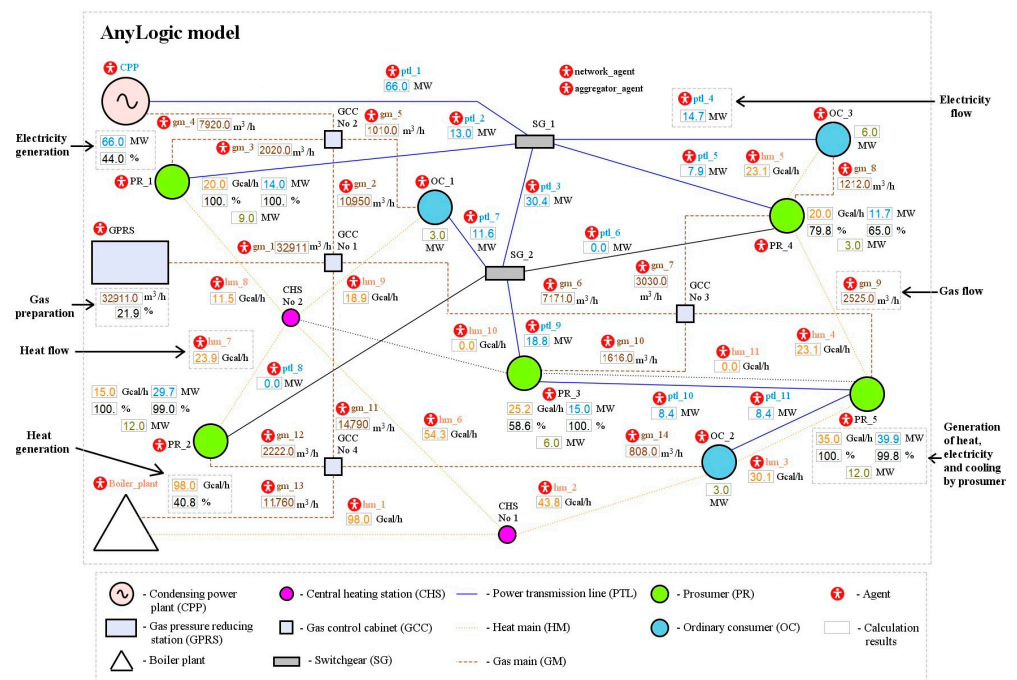 AnyLogic model
CPP
ptl_1
66.0 MW
network_agent
aggregator_agent
ptl_4
14.7 MW
Electricity
flow
gm_4 7920.0 m³/h
GCC
No 2
gm_5
1010.0 m³/h
ptl_2
13.0 MW
SG_1
OC_3
6.0
MW
Electricity
generation
66.0 MW
44.0 %
gm_3 2020.0 m³/h
ptl_5
7.9 MW
hm_5
23.1 Gcal/h
gm_8
1212.0 m³/h
PR_1
20.0 Gcal/h 14.0 MW
100. % 100. %
9.0 MW
gm_2
10950 m³/h
OC_1
3.0
MW
ptl_3
30.4 MW
ptl_7
11.6
MW
ptl_6
0.0 MW
PR_4
20.0 Gcal/h 11.7 MW
79.8 % 65.0 %
3.0 MW
GPRS
gm_1 32911 m³/h
GCC
No 1
SG_2
32911.0 m³/h
21.9 %
Gas
preparation
hm_8
11.5 Gcal/h
CHS
No 2
hm_9
18.9 Gcal/h
gm_6
7171.0 m³/h
gm_7
3030.0
m³/h
GCC
No 3
gm_9
2525.0 m³/h
Gas flow
Heat flow
hm_7
23.9 Gcal/h
hm_10
0.0 Gcal/h
ptl_9
18.8 MW
gm_10
1616.0 m³/h
hm_11
0.0 Gcal/h
hm_4
23.1 Gcal/h
ptl_8
0.0 MW
15.0 Gcal/h 29.7 MW
100. % 99.0 %
12.0 MW
PR_2
gm_11
14790 m³/h
hm_6
54.3 Gcal/h
PR_3
25.2 Gcal/h 15.0 MW
58.6 % 100. %
6.0 MW
ptl_10
8.4 MW
ptl_11
8.4 MW
PR_5
35.0 Gcal/h 39.9 MW
100. % 99.8 %
12.0 MW
Generation
of heat,
electricity
and cooling
by prosumer
Heat
generation
gm_12
2222.0 m³/h
GCC
No 4
gm_14
808.0 m³/h
OC_2
3.0
MW
hm_3
30.1 Gcal/h
Boiler_plant
98.0 Gcal/h
40.8 %
gm_13
11760 m³/h
hm_1
98.0 Gcal/h
CHS
No 1
hm_2
43.8 Gcal/h
- Condensing power
plant (CPP)
- Central heating station (CHS)
- Power transmission line (PTL)
- Prosumer (PR)
- Agent
- Gas pressure reducing
station (GPRS)
- Gas control cabinet (GCC)
- Heat main (HM)
- Ordinary consumer (OC)
- Calculation
results
- Boiler plant
- Switchgear (SG)
- Gas main (GM)